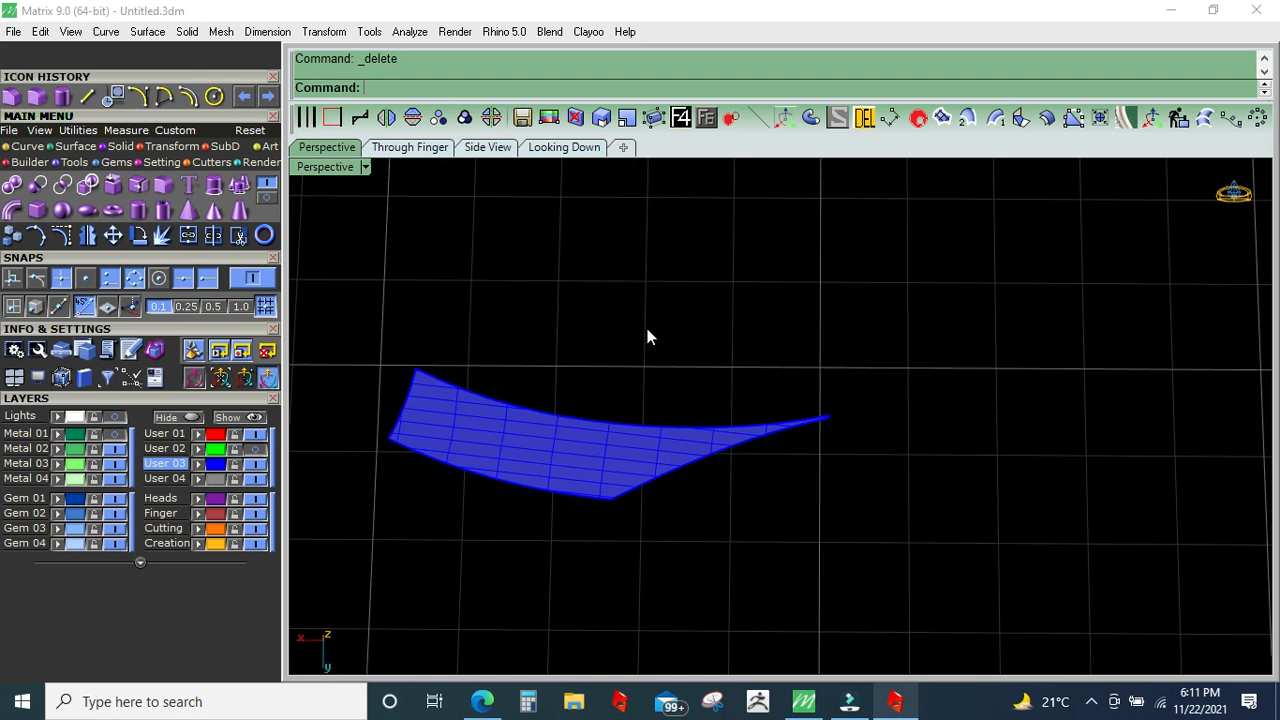 Matrix 9.0 (64-bit) - Untitled.3dm
File Edit View Curve Surface Solid Mesh Dimension Transform Tools Analyze Render Rhino 5.0 Blend Clayoo Help
ICON HISTORY
MAIN MENU
File View Utilities Measure Custom Reset
Curve Surface Solid Transform SubD Art
Builder Tools Gems Setting Cutters Render
SNAPS
0.1 0.25 0.5 1.0
INFO & SETTINGS
LAYERS
Lights Hide Show
Metal 01 User 01
Metal 02 User 02
Metal 03 User 03
Metal 04 User 04
Gem 01 Heads
Gem 02 Finger
Gem 03 Cutting
Gem 04 Creation
Command: _delete
Command:
F4 DEL
Perspective Through Finger Side View Looking Down
Perspective
x z
y
Type here to search
99+
21°C
6:11 PM
11/22/2021